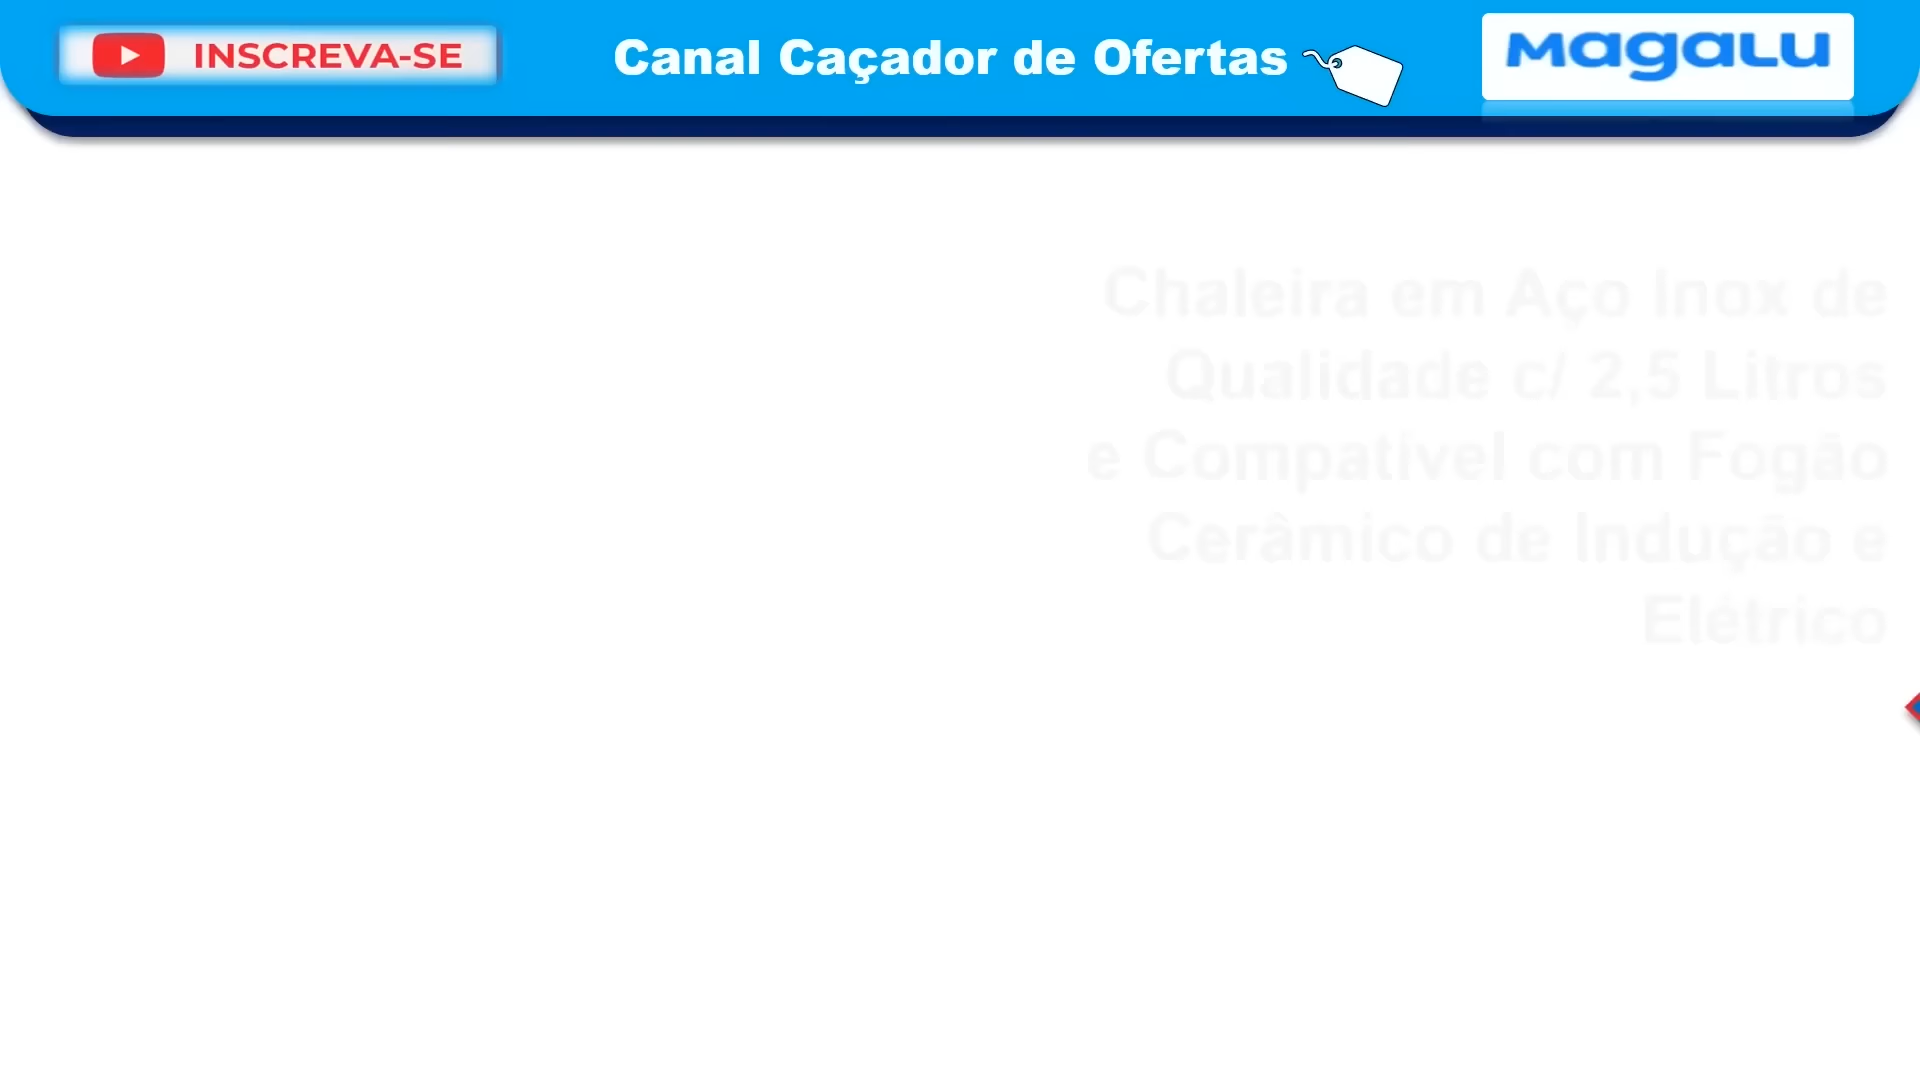 INSCREVA-SE
Canal Caçador de Ofertas
MagaLu
Chaleira em Aço Inox de
Qualidade c/ 2,5 Litros
e Compatível com Fogão
Cerâmico de Indução e
Elétrico